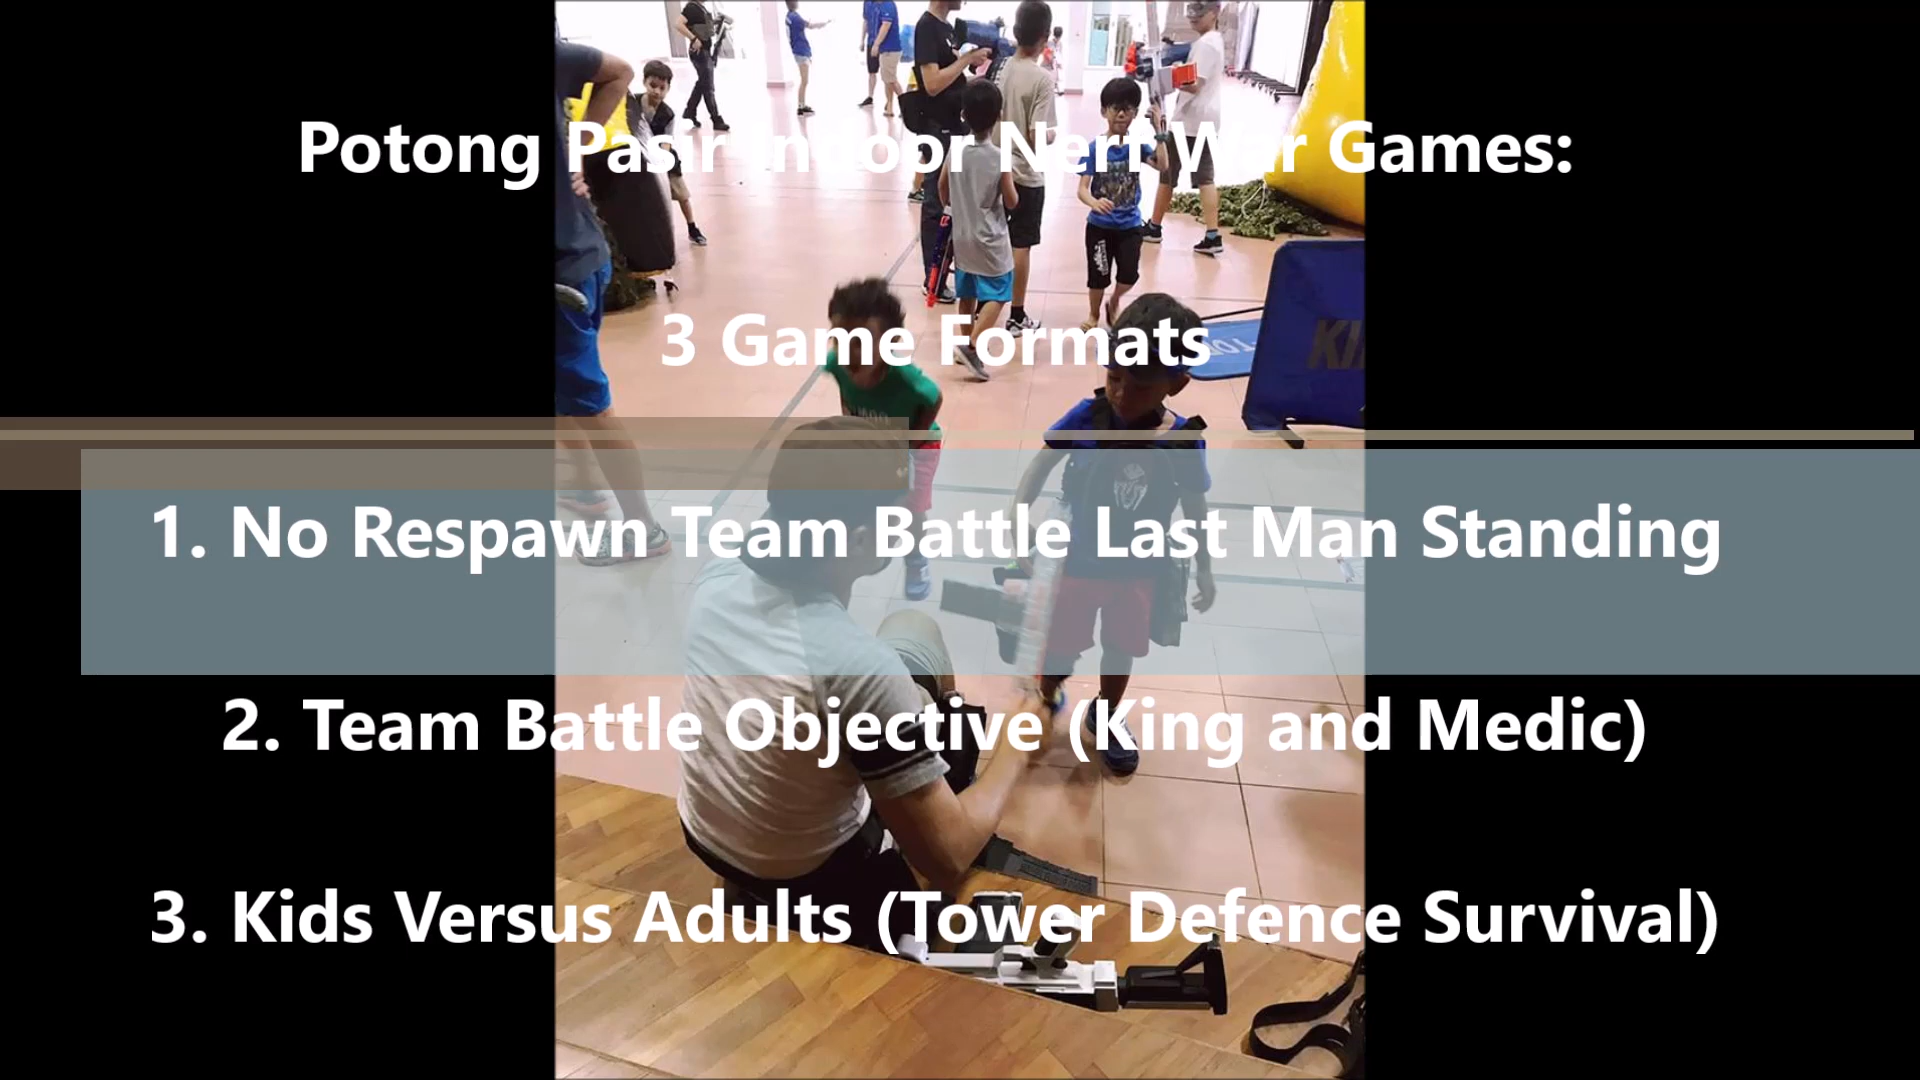 Potong Pasir Indoor Nerf War Games:
3 Game Formats
1. No Respawn Team Battle Last Man Standing
2. Team Battle Objective (King and Medic)
3. Kids Versus Adults (Tower Defence Survival)